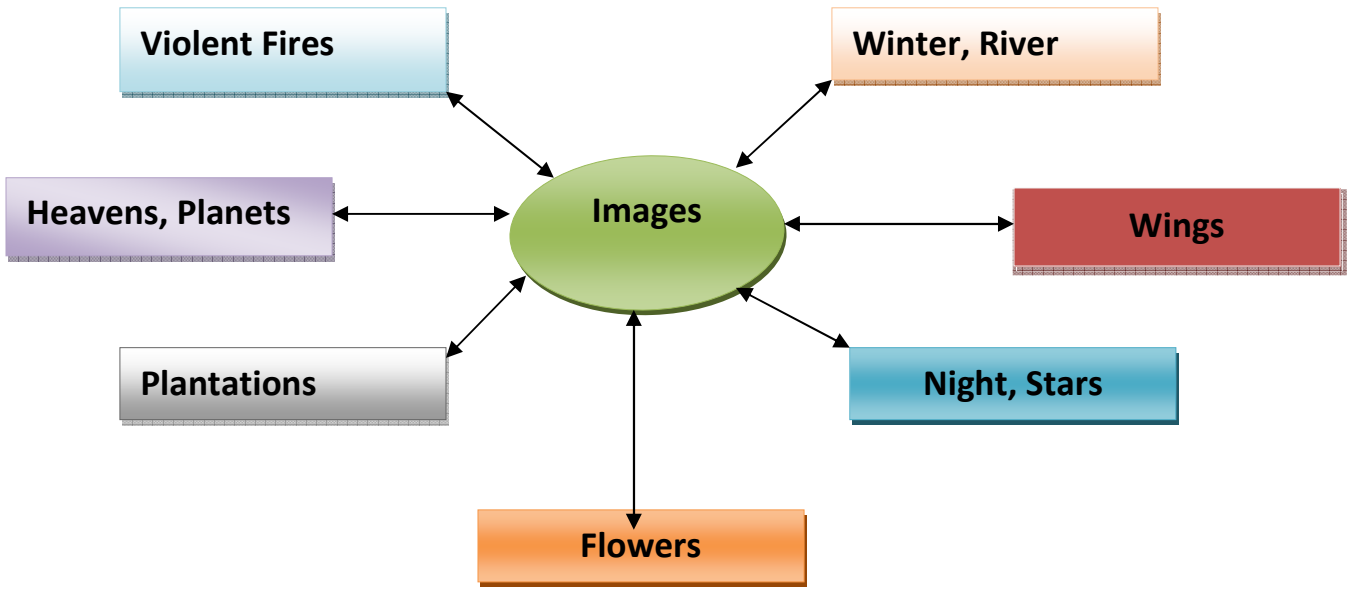 Violent Fires
Winter, River
Heavens, Planets
Images
Wings
Plantations
Night, Stars
Flowers